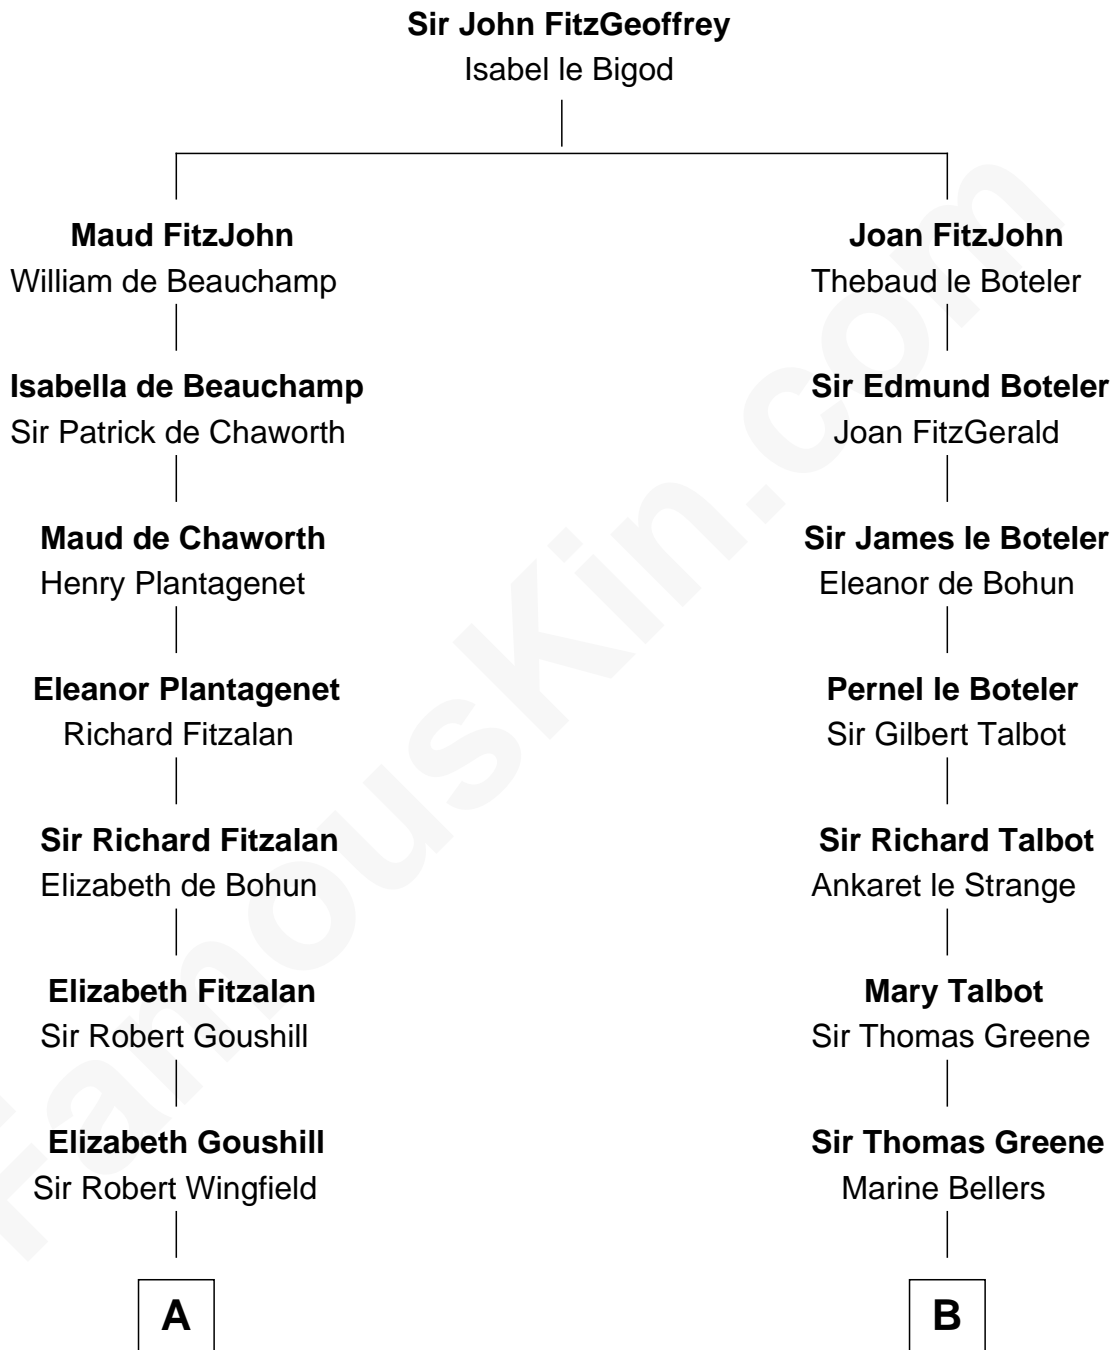 Sir John FitzGeoffrey
Isabel le Bigod
Maud FitzJohn
William de Beauchamp
Isabella de Beauchamp
Sir Patrick de Chaworth
Maud de Chaworth
Henry Plantagenet
Eleanor Plantagenet
Richard Fitzalan
Sir Richard Fitzalan
Elizabeth de Bohun
Elizabeth Fitzalan
Sir Robert Goushill
Elizabeth Goushill
Sir Robert Wingfield
A
Joan FitzJohn
Thebaud le Boteler
Sir Edmund Boteler
Joan FitzGerald
Sir James le Boteler
Eleanor de Bohun
Pernel le Boteler
Sir Gilbert Talbot
Sir Richard Talbot
Ankaret le Strange
Mary Talbot
Sir Thomas Greene
Sir Thomas Greene
Marine Bellers
B
FamousKin.com